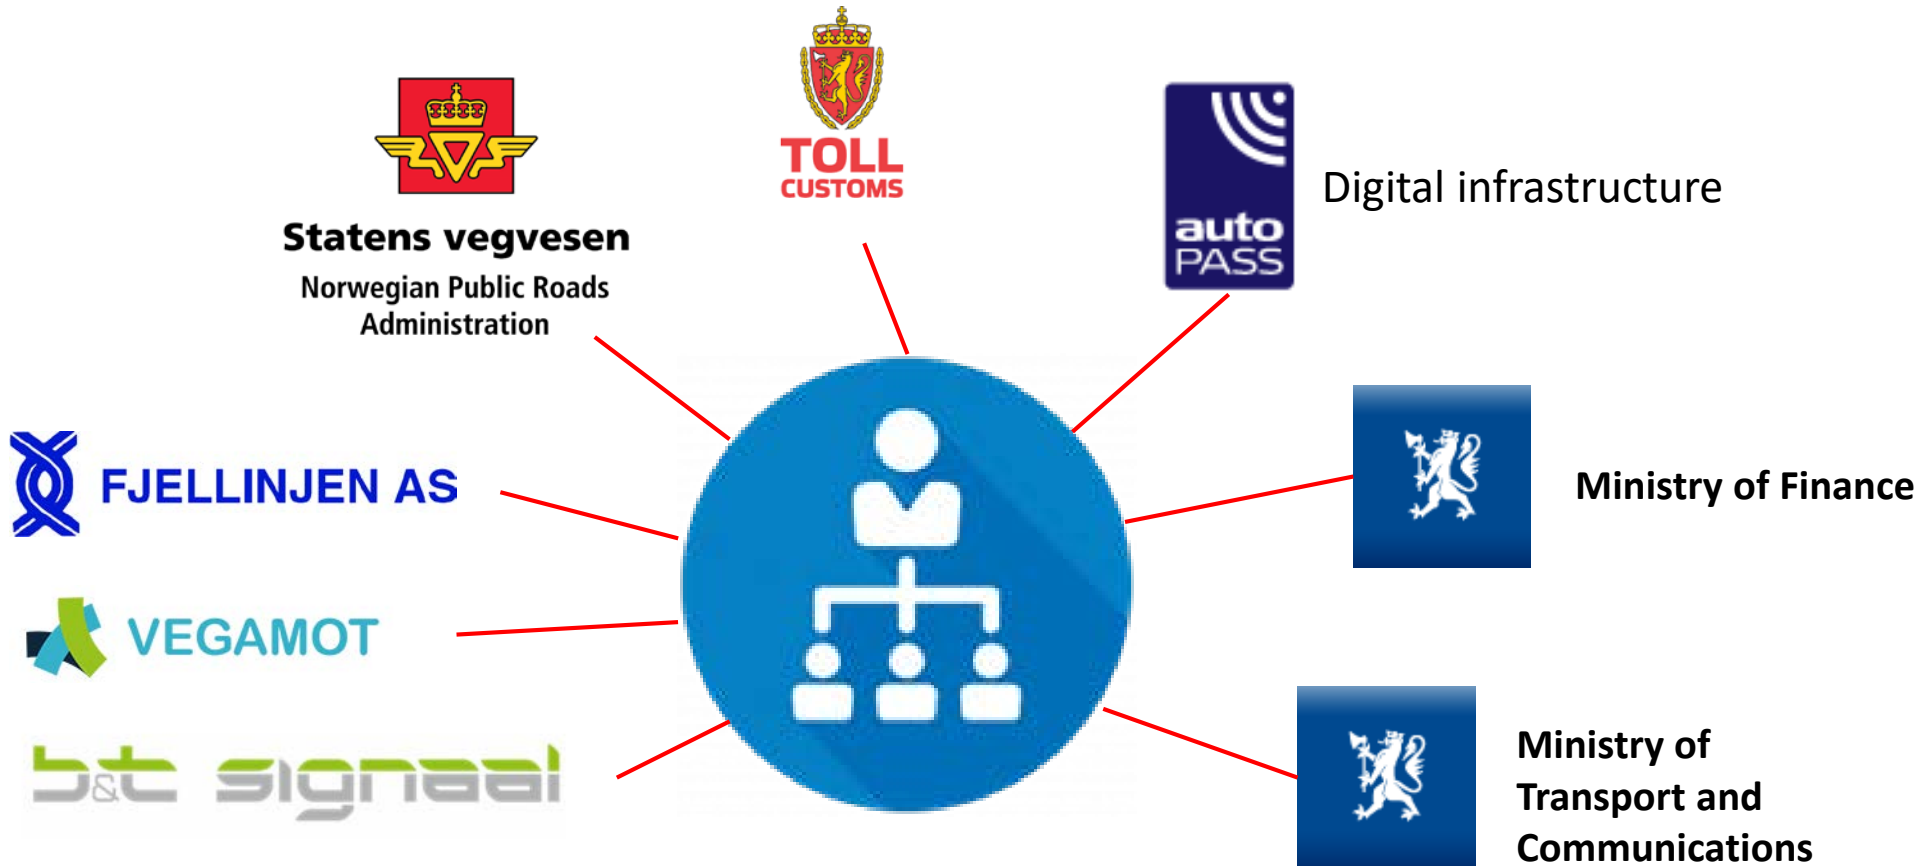 Statens vegvesen
Norwegian Public Roads
Administration
TOLL
CUSTOMS
auto
PASS
Digital infrastructure
FJELLINJEN AS
VEGAMOT
b&t signaal
Ministry of Finance
Ministry of
Transport and
Communications